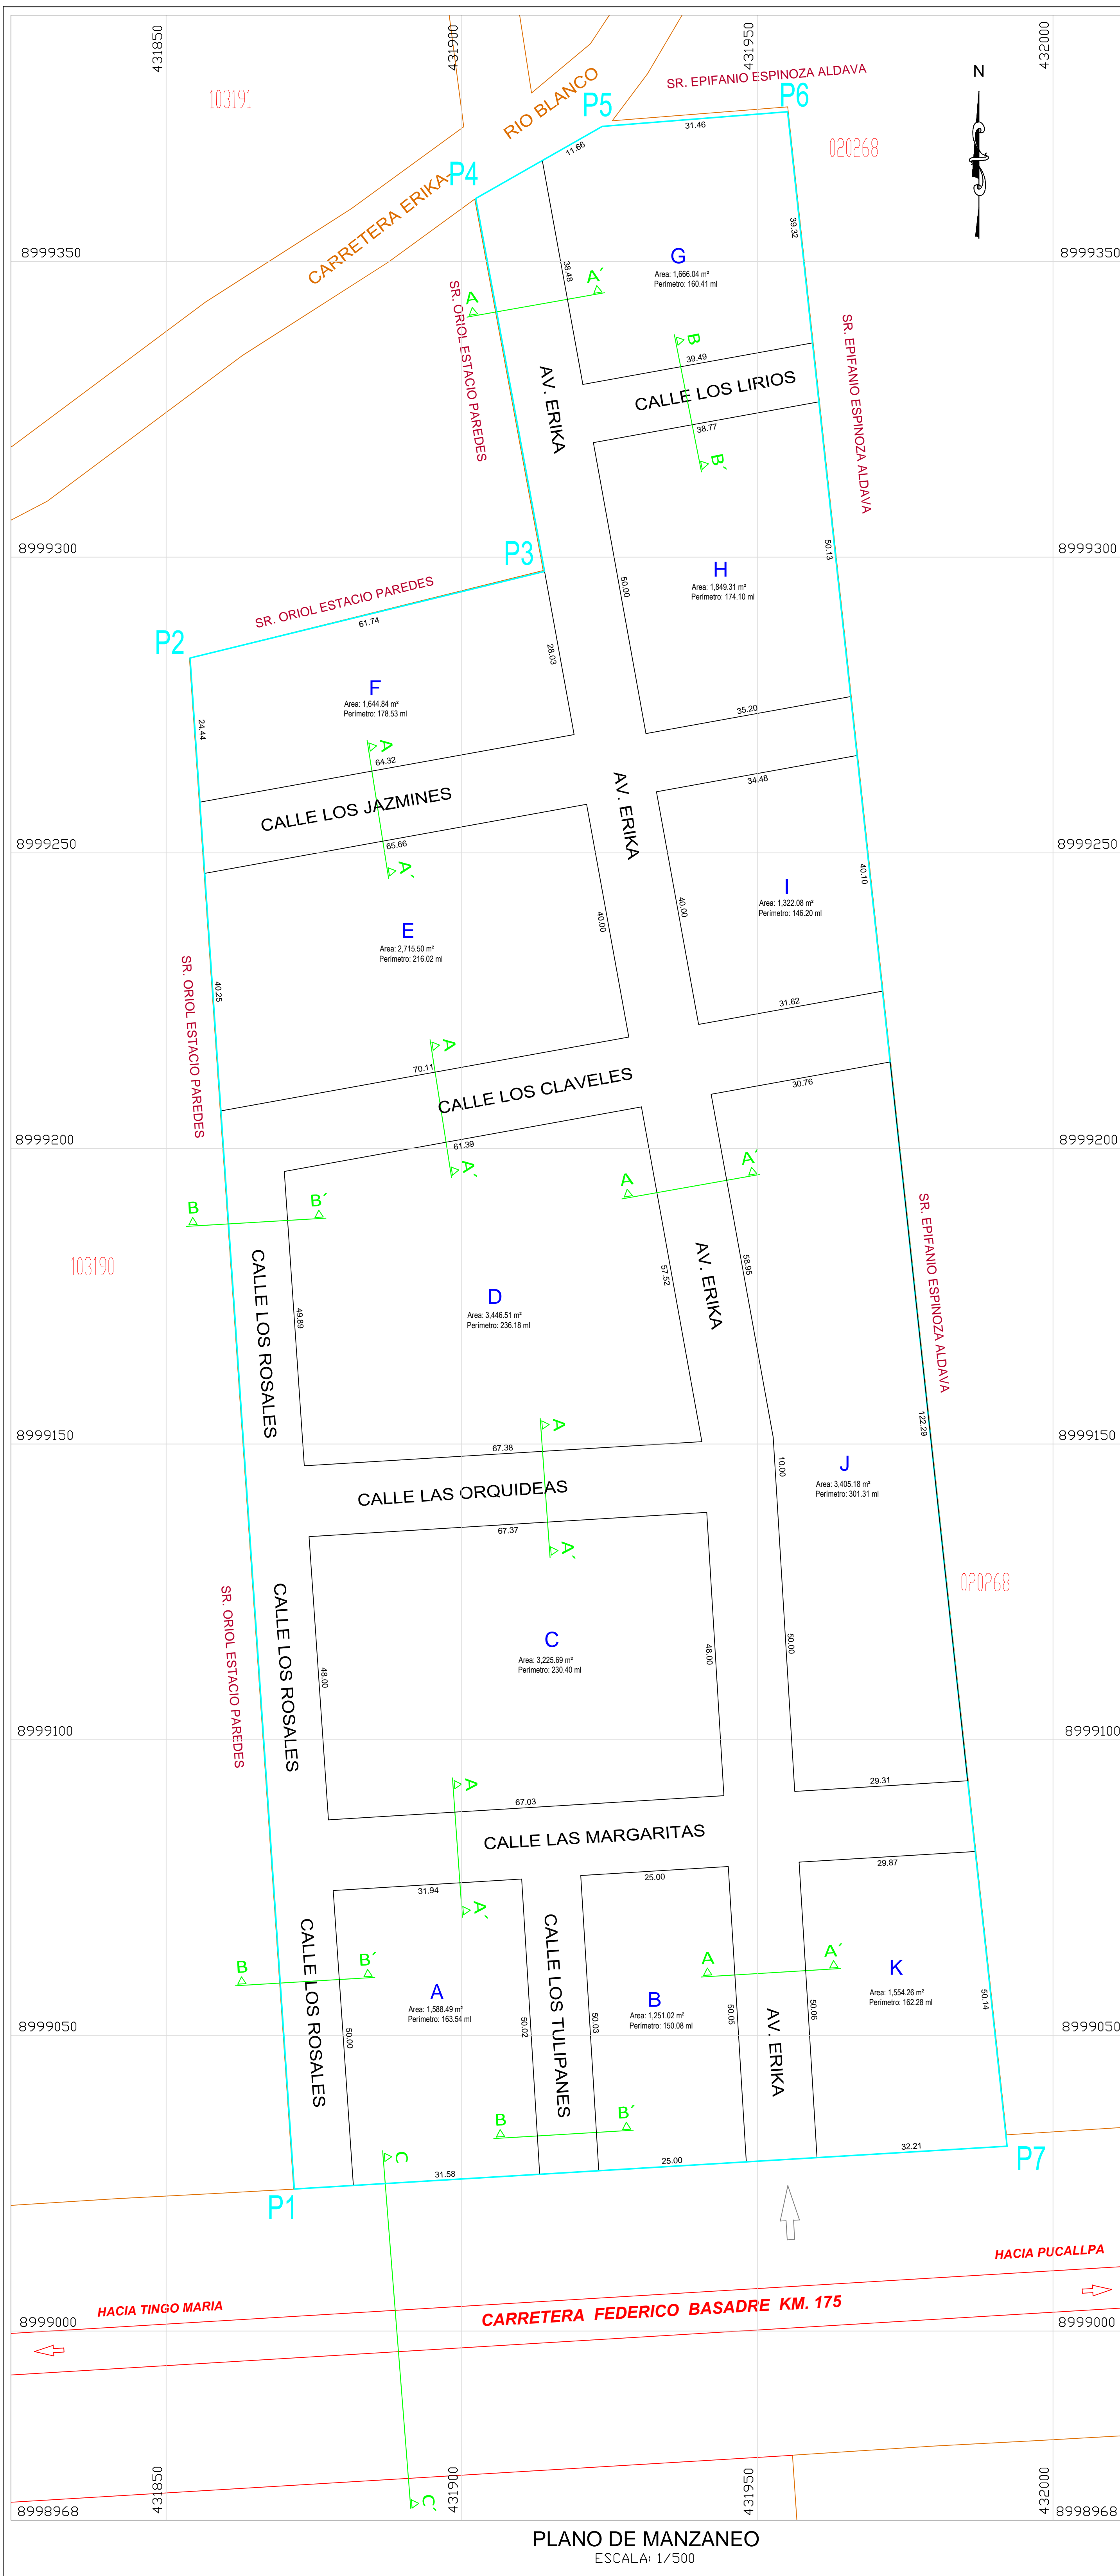 431850
431900
431950
432000
103191
RIO BLANCO
CARRETERA ERIKA-
SR. EPIFANIO ESPINOZA ALDAVA
P4
P5
P6
N
020268
31.46
11.66
39.32
38.48
8999350
8999350
G
Area: 1,666.04 m²
Perímetro: 160.41 ml
A
A´
SR. ORIOL ESTACIO PAREDES
AV. ERIKA
B
39.49
CALLE LOS LIRIOS
38.77
B´
SR. EPIFANIO ESPINOZA ALDAVA
8999300
8999300
P3
50.13
H
Area: 1,849.31 m²
Perímetro: 174.10 ml
50.00
SR. ORIOL ESTACIO PAREDES
61.74
P2
28.03
F
Area: 1,644.84 m²
Perímetro: 178.53 ml
24.44
35.20
A
64.32
CALLE LOS JAZMINES
AV. ERIKA
34.48
8999250
8999250
65.66
A´
40.10
I
Area: 1,322.08 m²
Perímetro: 146.20 ml
40.00
40.00
E
Area: 2,715.50 m²
Perímetro: 216.02 ml
40.25
SR. ORIOL ESTACIO PAREDES
31.62
A
70.11
CALLE LOS CLAVELES
30.76
8999200
8999200
61.39
A´
A
A´
B
B´
SR. EPIFANIO ESPINOZA ALDAVA
103190
CALLE LOS ROSALES
AV. ERIKA
58.95
57.52
49.89
D
Area: 3,446.51 m²
Perímetro: 236.18 ml
A
122.29
8999150
8999150
67.38
10.00
J
Area: 3,405.18 m²
Perímetro: 301.31 ml
CALLE LAS ORQUIDEAS
67.37
A´
020268
SR. ORIOL ESTACIO PAREDES
CALLE LOS ROSALES
C
Area: 3,225.69 m²
Perímetro: 230.40 ml
48.00
48.00
50.00
8999100
8999100
A
67.03
29.31
CALLE LAS MARGARITAS
29.87
25.00
31.94
A´
CALLE LOS ROSALES
CALLE LOS TULIPANES
B
B´
A
A´
A
Area: 1,588.49 m²
Perímetro: 163.54 ml
B
Area: 1,251.02 m²
Perímetro: 150.08 ml
K
Area: 1,554.26 m²
Perímetro: 162.28 ml
50.00
50.02
50.03
50.05
50.06
50.14
AV. ERIKA
8999050
8999050
B
B´
C
31.58
25.00
32.21
P1
P7
HACIA PUCALLPA
HACIA TINGO MARIA
CARRETERA FEDERICO BASADRE KM. 175
8999000
8999000
C´
431850
431900
431950
432000
8998968
8998968
PLANO DE MANZANEO
ESCALA: 1/500